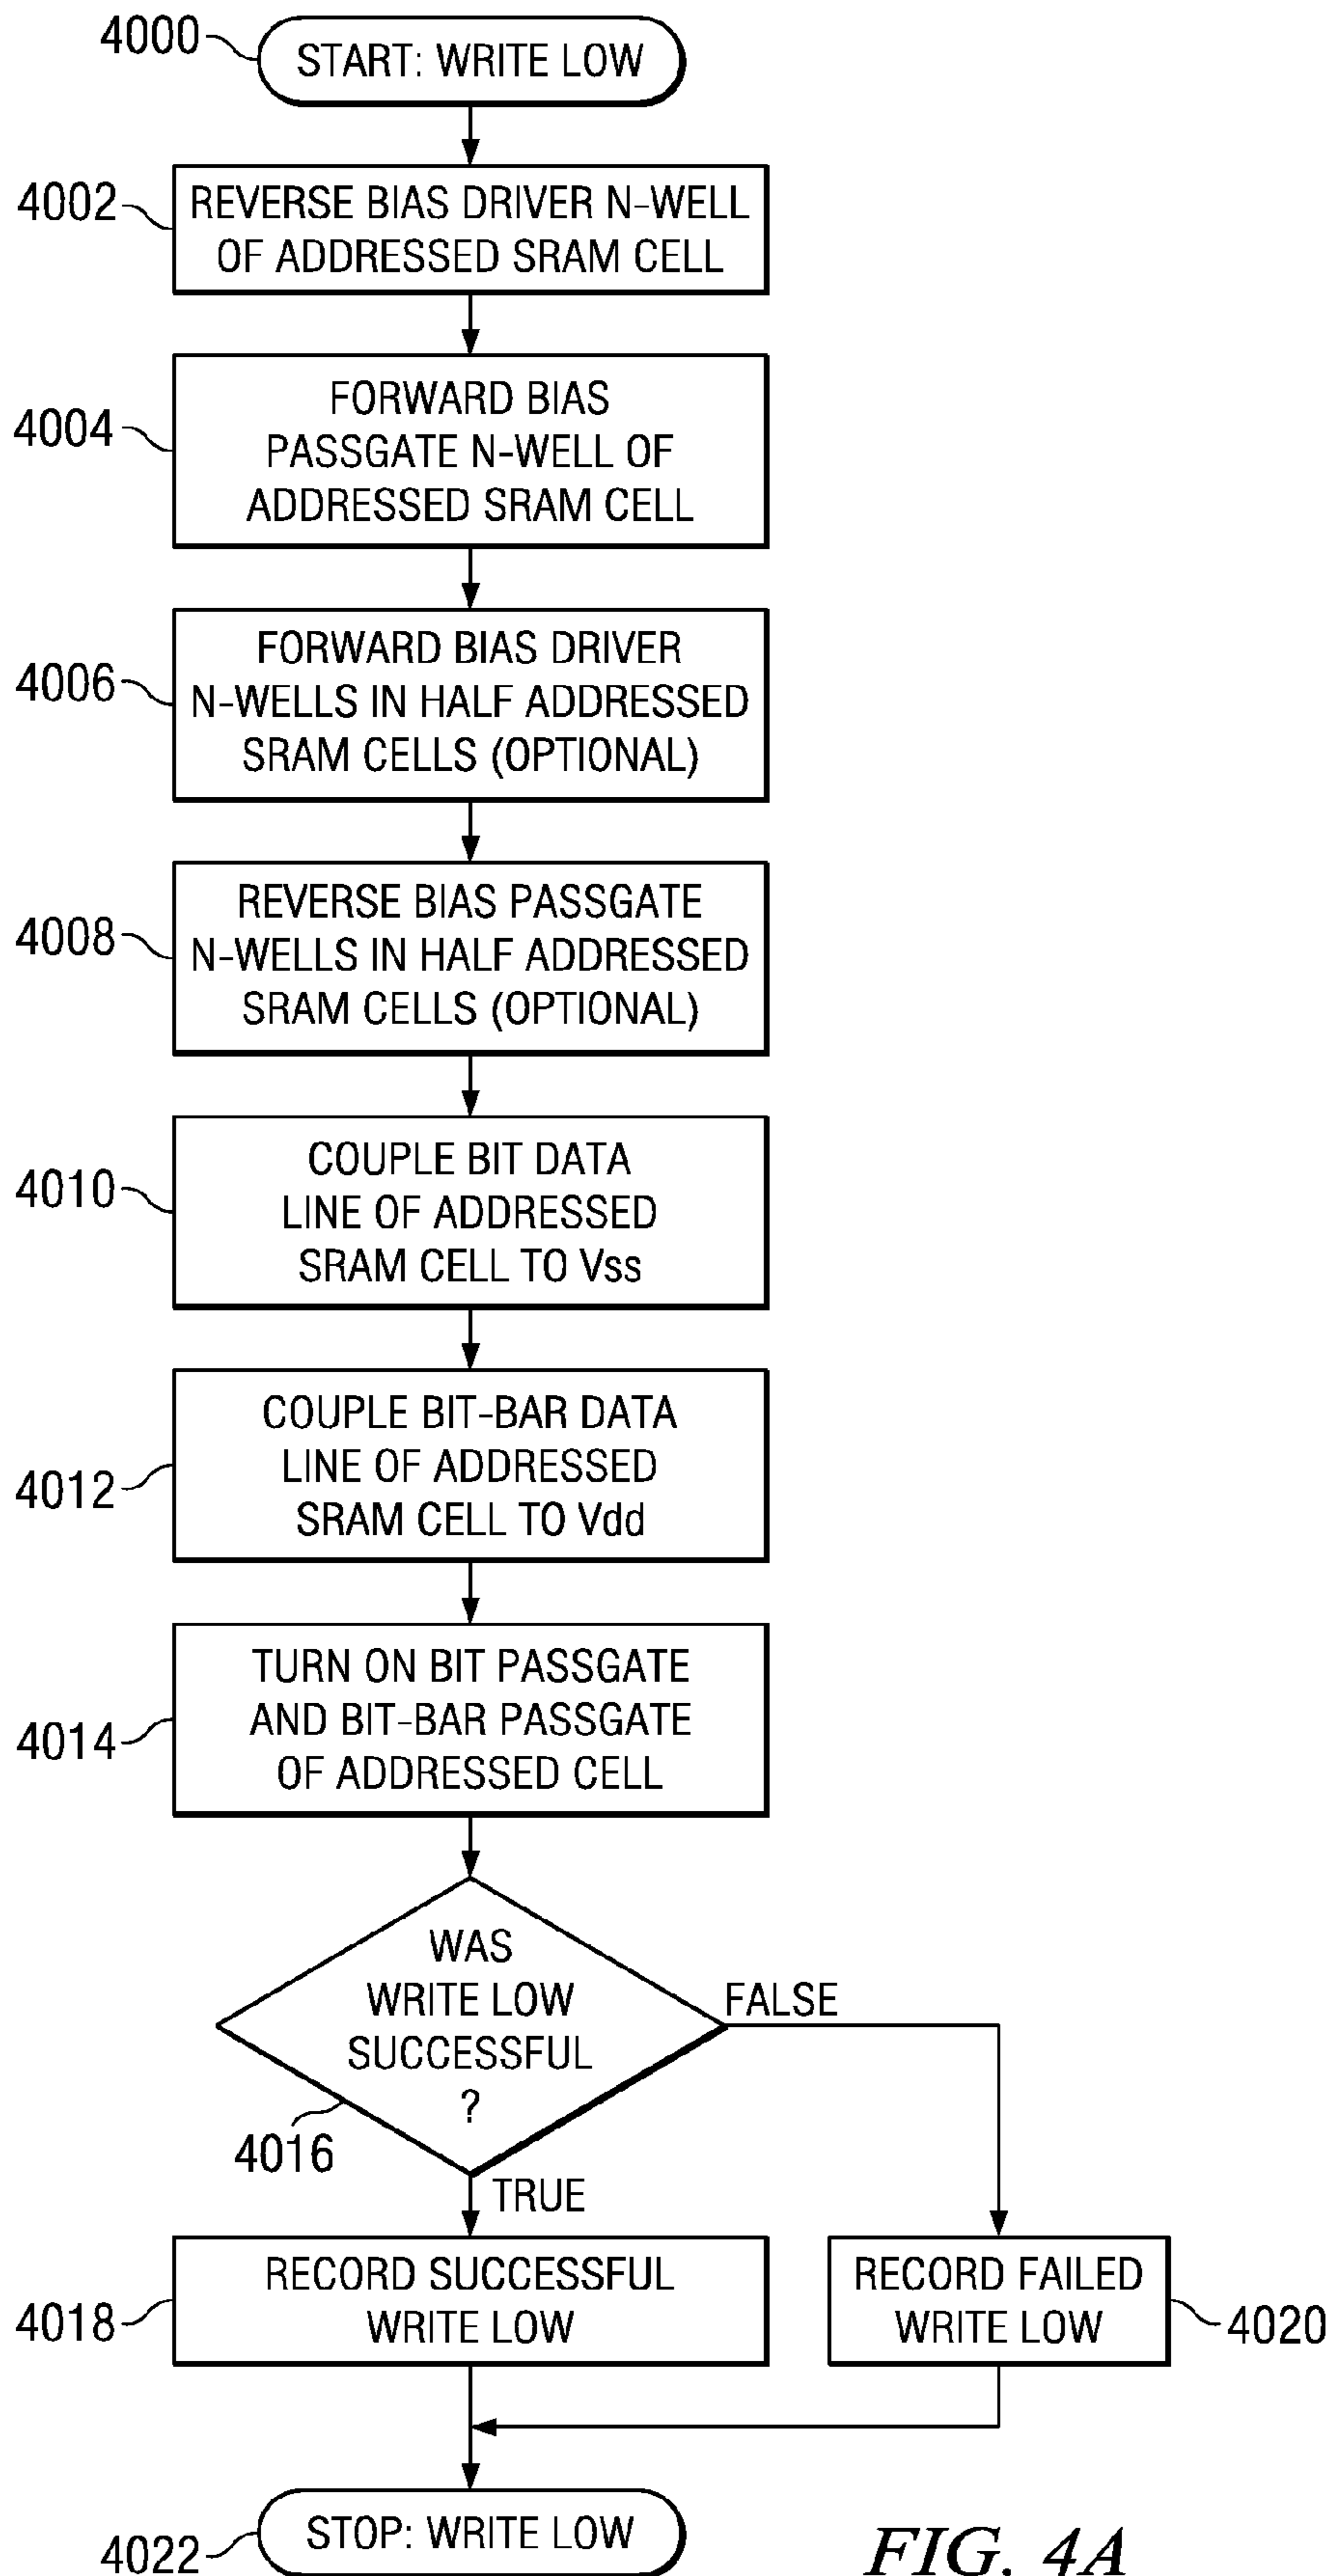 4000
START: WRITE LOW
4002
REVERSE BIAS DRIVER N-WELL
OF ADDRESSED SRAM CELL
4004
FORWARD BIAS
PASSGATE N-WELL OF
ADDRESSED SRAM CELL
4006
FORWARD BIAS DRIVER
N-WELLS IN HALF ADDRESSED
SRAM CELLS (OPTIONAL)
4008
REVERSE BIAS PASSGATE
N-WELLS IN HALF ADDRESSED
SRAM CELLS (OPTIONAL)
4010
COUPLE BIT DATA
LINE OF ADDRESSED
SRAM CELL TO Vss
4012
COUPLE BIT-BAR DATA
LINE OF ADDRESSED
SRAM CELL TO Vdd
4014
TURN ON BIT PASSGATE
AND BIT-BAR PASSGATE
OF ADDRESSED CELL
WAS
WRITE LOW
SUCCESSFUL
?
FALSE
4016
TRUE
4018
RECORD SUCCESSFUL
WRITE LOW
RECORD FAILED
WRITE LOW
4020
4022
STOP: WRITE LOW
FIG. 4A